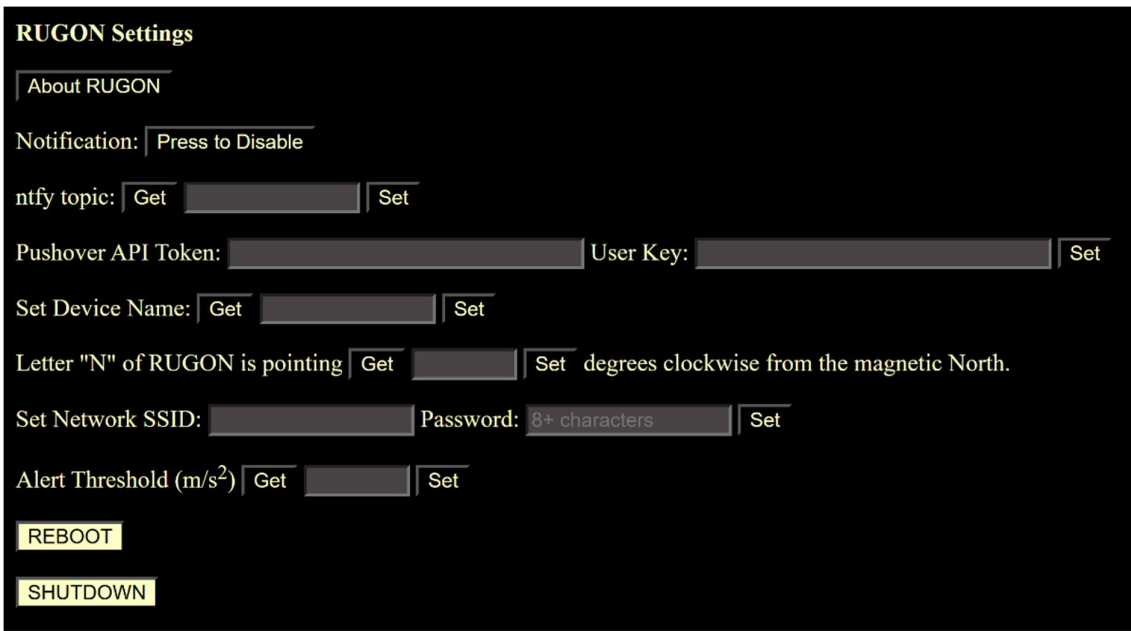 RUGON Settings
About RUGON
Notification: Press to Disable
ntfy topic: Get Set
Pushover API Token: User Key: Set
Set Device Name: Get Set
Letter "N" of RUGON is pointing Get Set degrees clockwise from the magnetic North.
Set Network SSID: Password: 8+ characters Set
Alert Threshold (m/s²) Get Set
REBOOT
SHUTDOWN